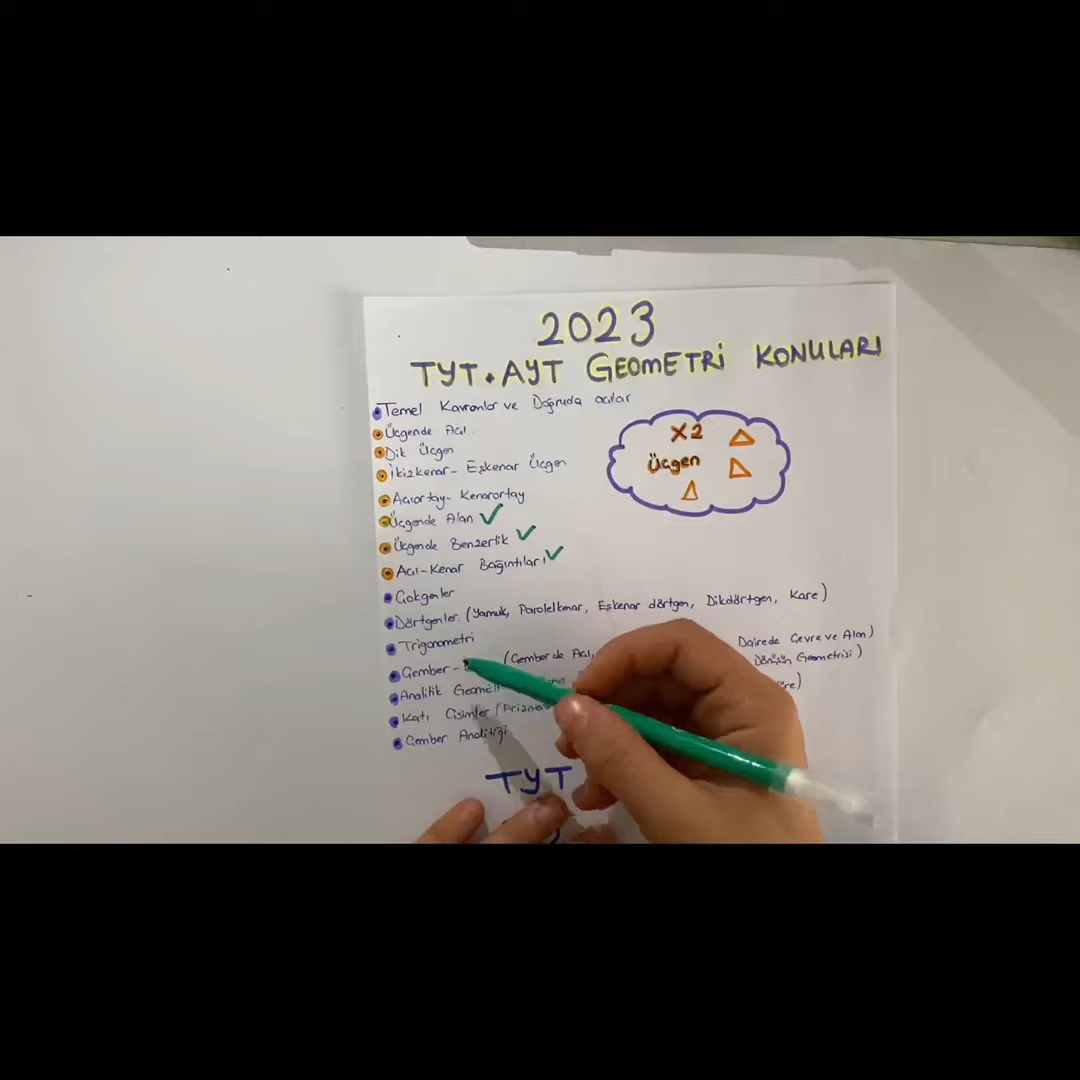 2023
TYT + AYT GEOMETRİ KONULARI
Temel Kavramlar ve Doğruda açılar
Üçgende Açı
Dik Üçgen
İkizkenar - Eşkenar Üçgen
Açıortay - Kenarortay
Üçgende Alan
Üçgende Benzerlik
Açı - Kenar Bağıntıları
X2
Üçgen
Çokgenler
Dörtgenler (Yamuk, Paralelkenar, Eşkenar dörtgen, Dikdörtgen, Kare)
Trigonometri
Çember - (Çemberde Açı, Dairede Çevre ve Alan)
Analitik Dönüşüm Geometrisi)
Katı Cisimler (
Çember Analitiği
TYT